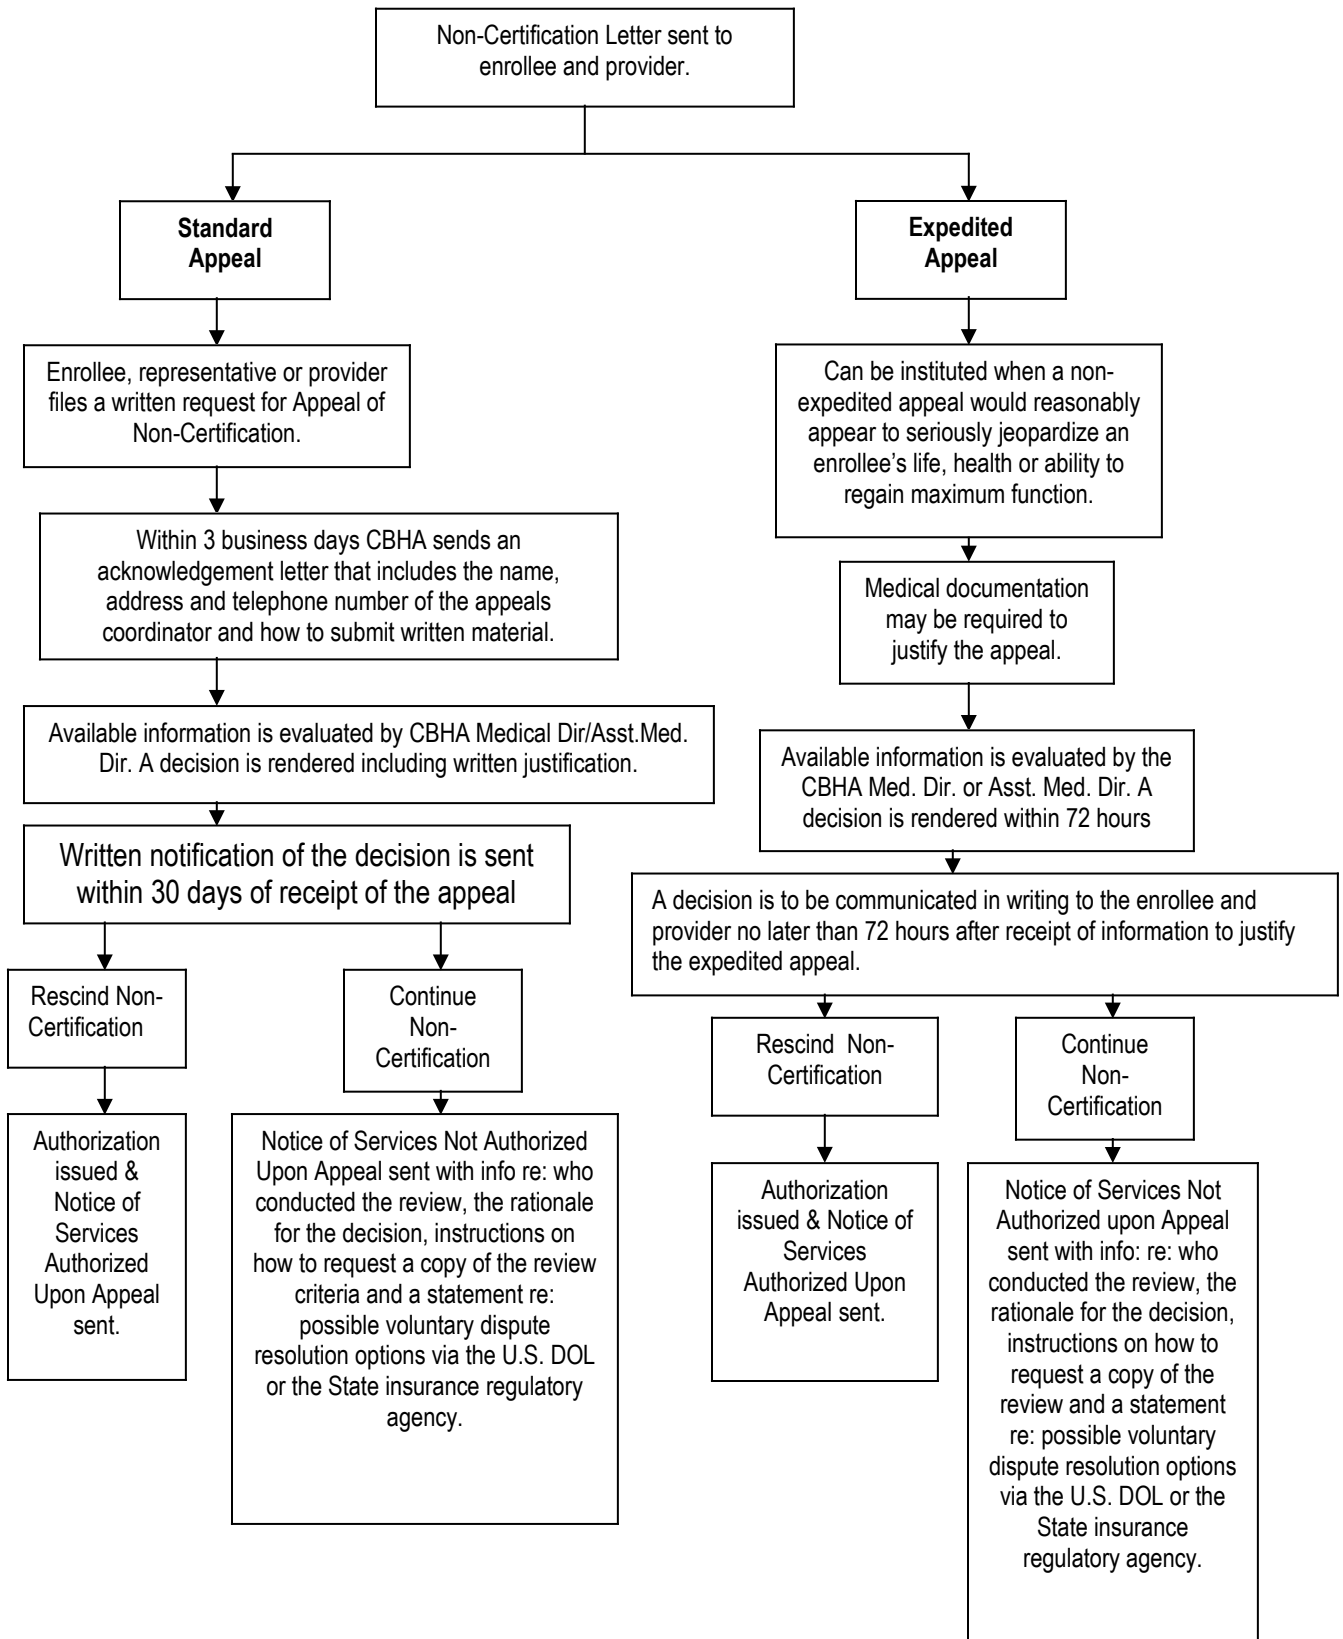 Non-Certification Letter sent to
enrollee and provider.
Standard
Appeal
Expedited
Appeal
Enrollee, representative or provider
files a written request for Appeal of
Non-Certification.
Can be instituted when a non-
expedited appeal would reasonably
appear to seriously jeopardize an
enrollee’s life, health or ability to
regain maximum function.
Within 3 business days CBHA sends an
acknowledgement letter that includes the name,
address and telephone number of the appeals
coordinator and how to submit written material.
Medical documentation
may be required to
justify the appeal.
Available information is evaluated by CBHA Medical Dir/Asst.Med.
Dir. A decision is rendered including written justification.
Available information is evaluated by the
CBHA Med. Dir. or Asst. Med. Dir. A
decision is rendered within 72 hours
Written notification of the decision is sent
within 30 days of receipt of the appeal
A decision is to be communicated in writing to the enrollee and
provider no later than 72 hours after receipt of information to justify
the expedited appeal.
Rescind Non-
Certification
Continue
Non-
Certification
Rescind Non-
Certification
Continue
Non-
Certification
Authorization
issued &
Notice of
Services
Authorized
Upon Appeal
sent.
Notice of Services Not Authorized
Upon Appeal sent with info re: who
conducted the review, the rationale
for the decision, instructions on
how to request a copy of the review
criteria and a statement re:
possible voluntary dispute
resolution options via the U.S. DOL
or the State insurance regulatory
agency.
Authorization
issued & Notice of
Services
Authorized Upon
Appeal sent.
Notice of Services Not
Authorized upon Appeal
sent with info: re: who
conducted the review, the
rationale for the decision,
instructions on how to
request a copy of the
review and a statement
re: possible voluntary
dispute resolution options
via the U.S. DOL or the
State insurance
regulatory agency.